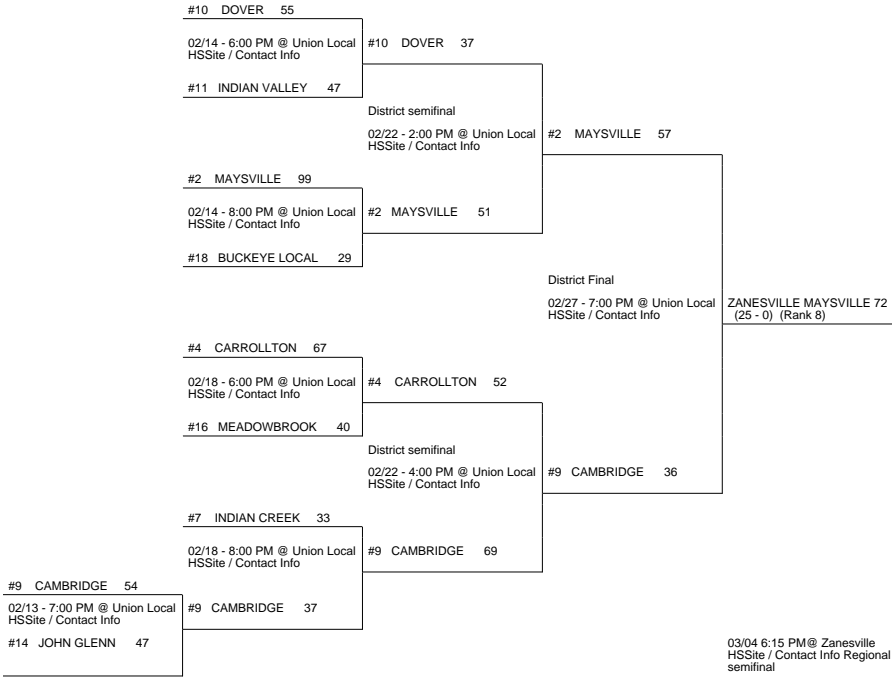 #10 DOVER 55
02/14 - 6:00 PM @ Union Local
HSSite / Contact Info
#10 DOVER 37
#11 INDIAN VALLEY 47
District semifinal
02/22 - 2:00 PM @ Union Local
HSSite / Contact Info
#2 MAYSVILLE 57
#2 MAYSVILLE 99
02/14 - 8:00 PM @ Union Local
HSSite / Contact Info
#2 MAYSVILLE 51
#18 BUCKEYE LOCAL 29
District Final
02/27 - 7:00 PM @ Union Local
HSSite / Contact Info
ZANESVILLE MAYSVILLE 72
(25 - 0) (Rank 8)
#4 CARROLLTON 67
02/18 - 6:00 PM @ Union Local
HSSite / Contact Info
#4 CARROLLTON 52
#16 MEADOWBROOK 40
District semifinal
02/22 - 4:00 PM @ Union Local
HSSite / Contact Info
#9 CAMBRIDGE 36
#7 INDIAN CREEK 33
02/18 - 8:00 PM @ Union Local
HSSite / Contact Info
#9 CAMBRIDGE 69
#9 CAMBRIDGE 54
02/13 - 7:00 PM @ Union Local
HSSite / Contact Info
#9 CAMBRIDGE 37
#14 JOHN GLENN 47
03/04 6:15 PM@ Zanesville
HSSite / Contact Info Regional
semifinal